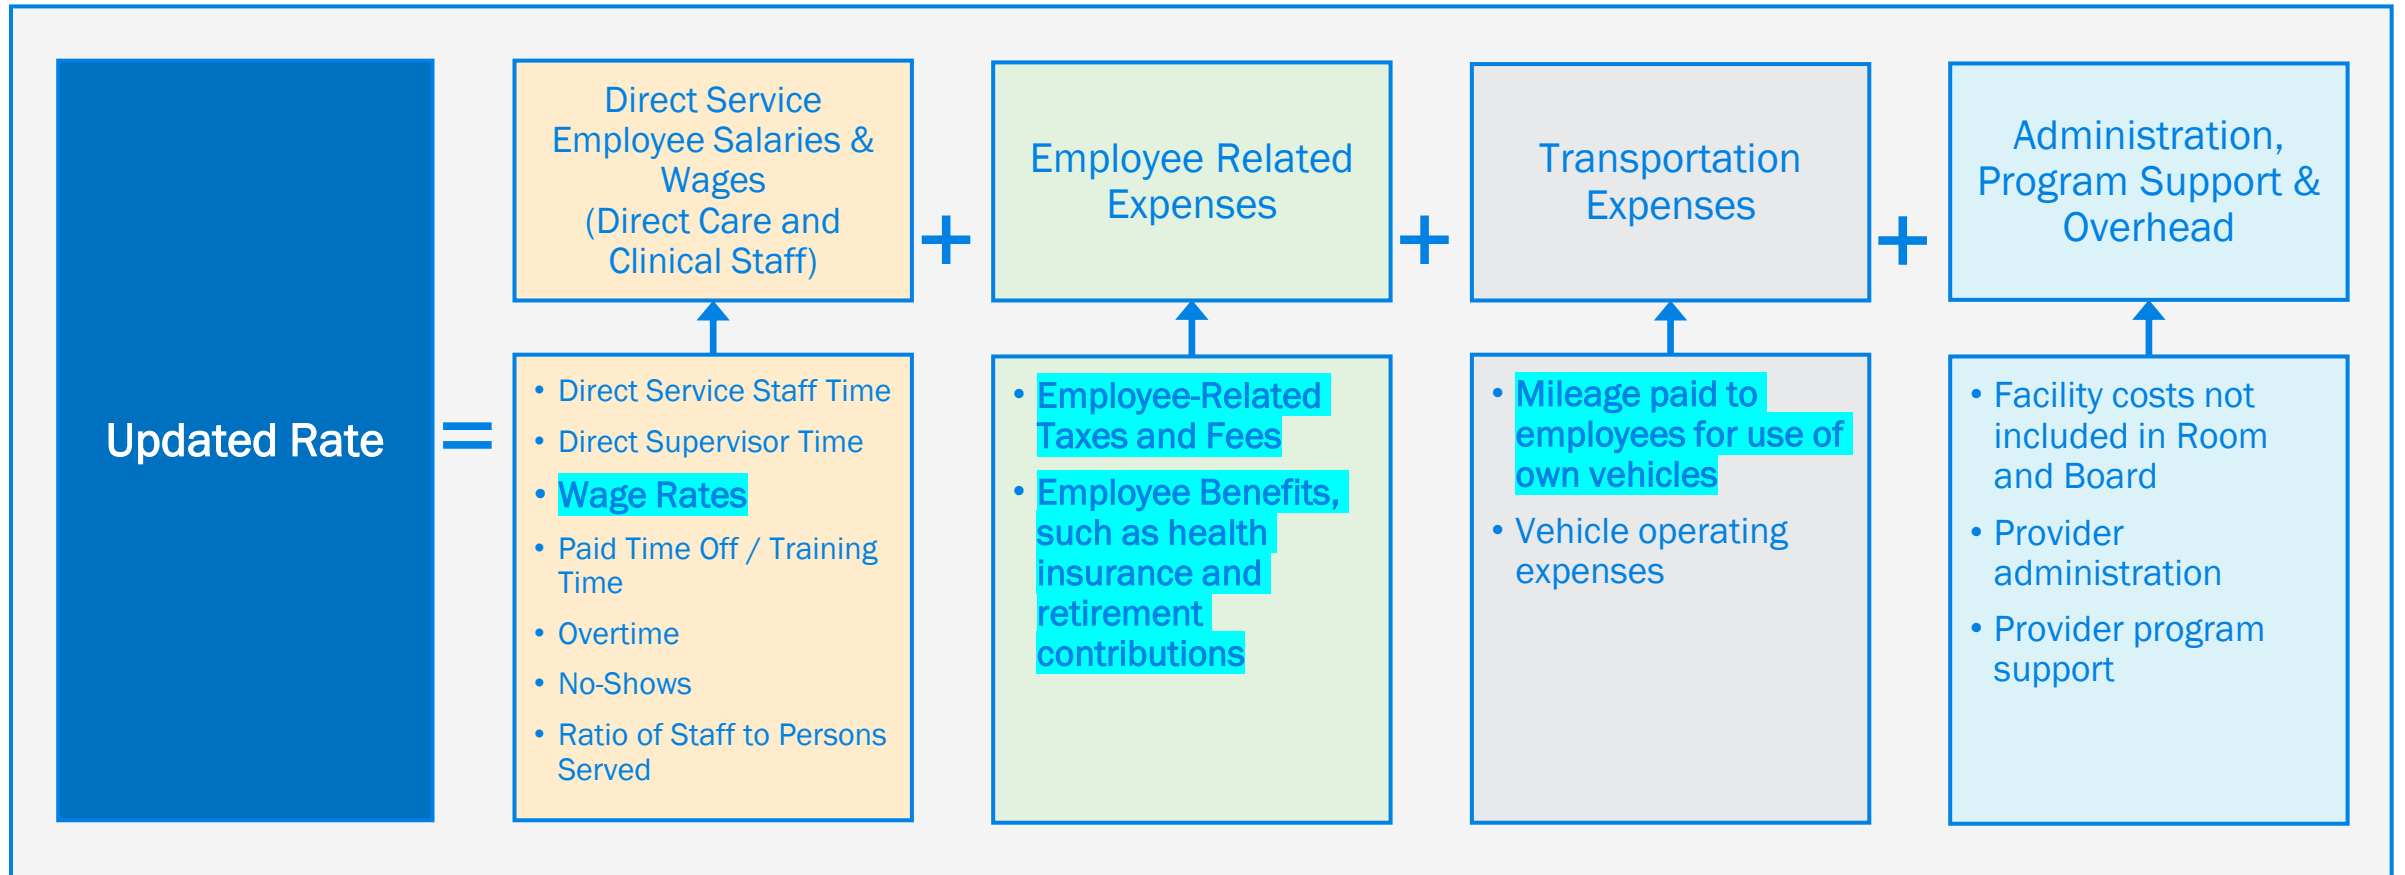 Updated Rate
=
Direct Service
Employee Salaries &
Wages
(Direct Care and
Clinical Staff)
• Direct Service Staff Time
• Direct Supervisor Time
• Wage Rates
• Paid Time Off / Training
Time
• Overtime
• No-Shows
• Ratio of Staff to Persons
Served
+
Employee Related
Expenses
• Employee-Related
Taxes and Fees
• Employee Benefits,
such as health
insurance and
retirement
contributions
+
Transportation
Expenses
• Mileage paid to
employees for use of
own vehicles
• Vehicle operating
expenses
+
Administration,
Program Support &
Overhead
• Facility costs not
included in Room
and Board
• Provider
administration
• Provider program
support